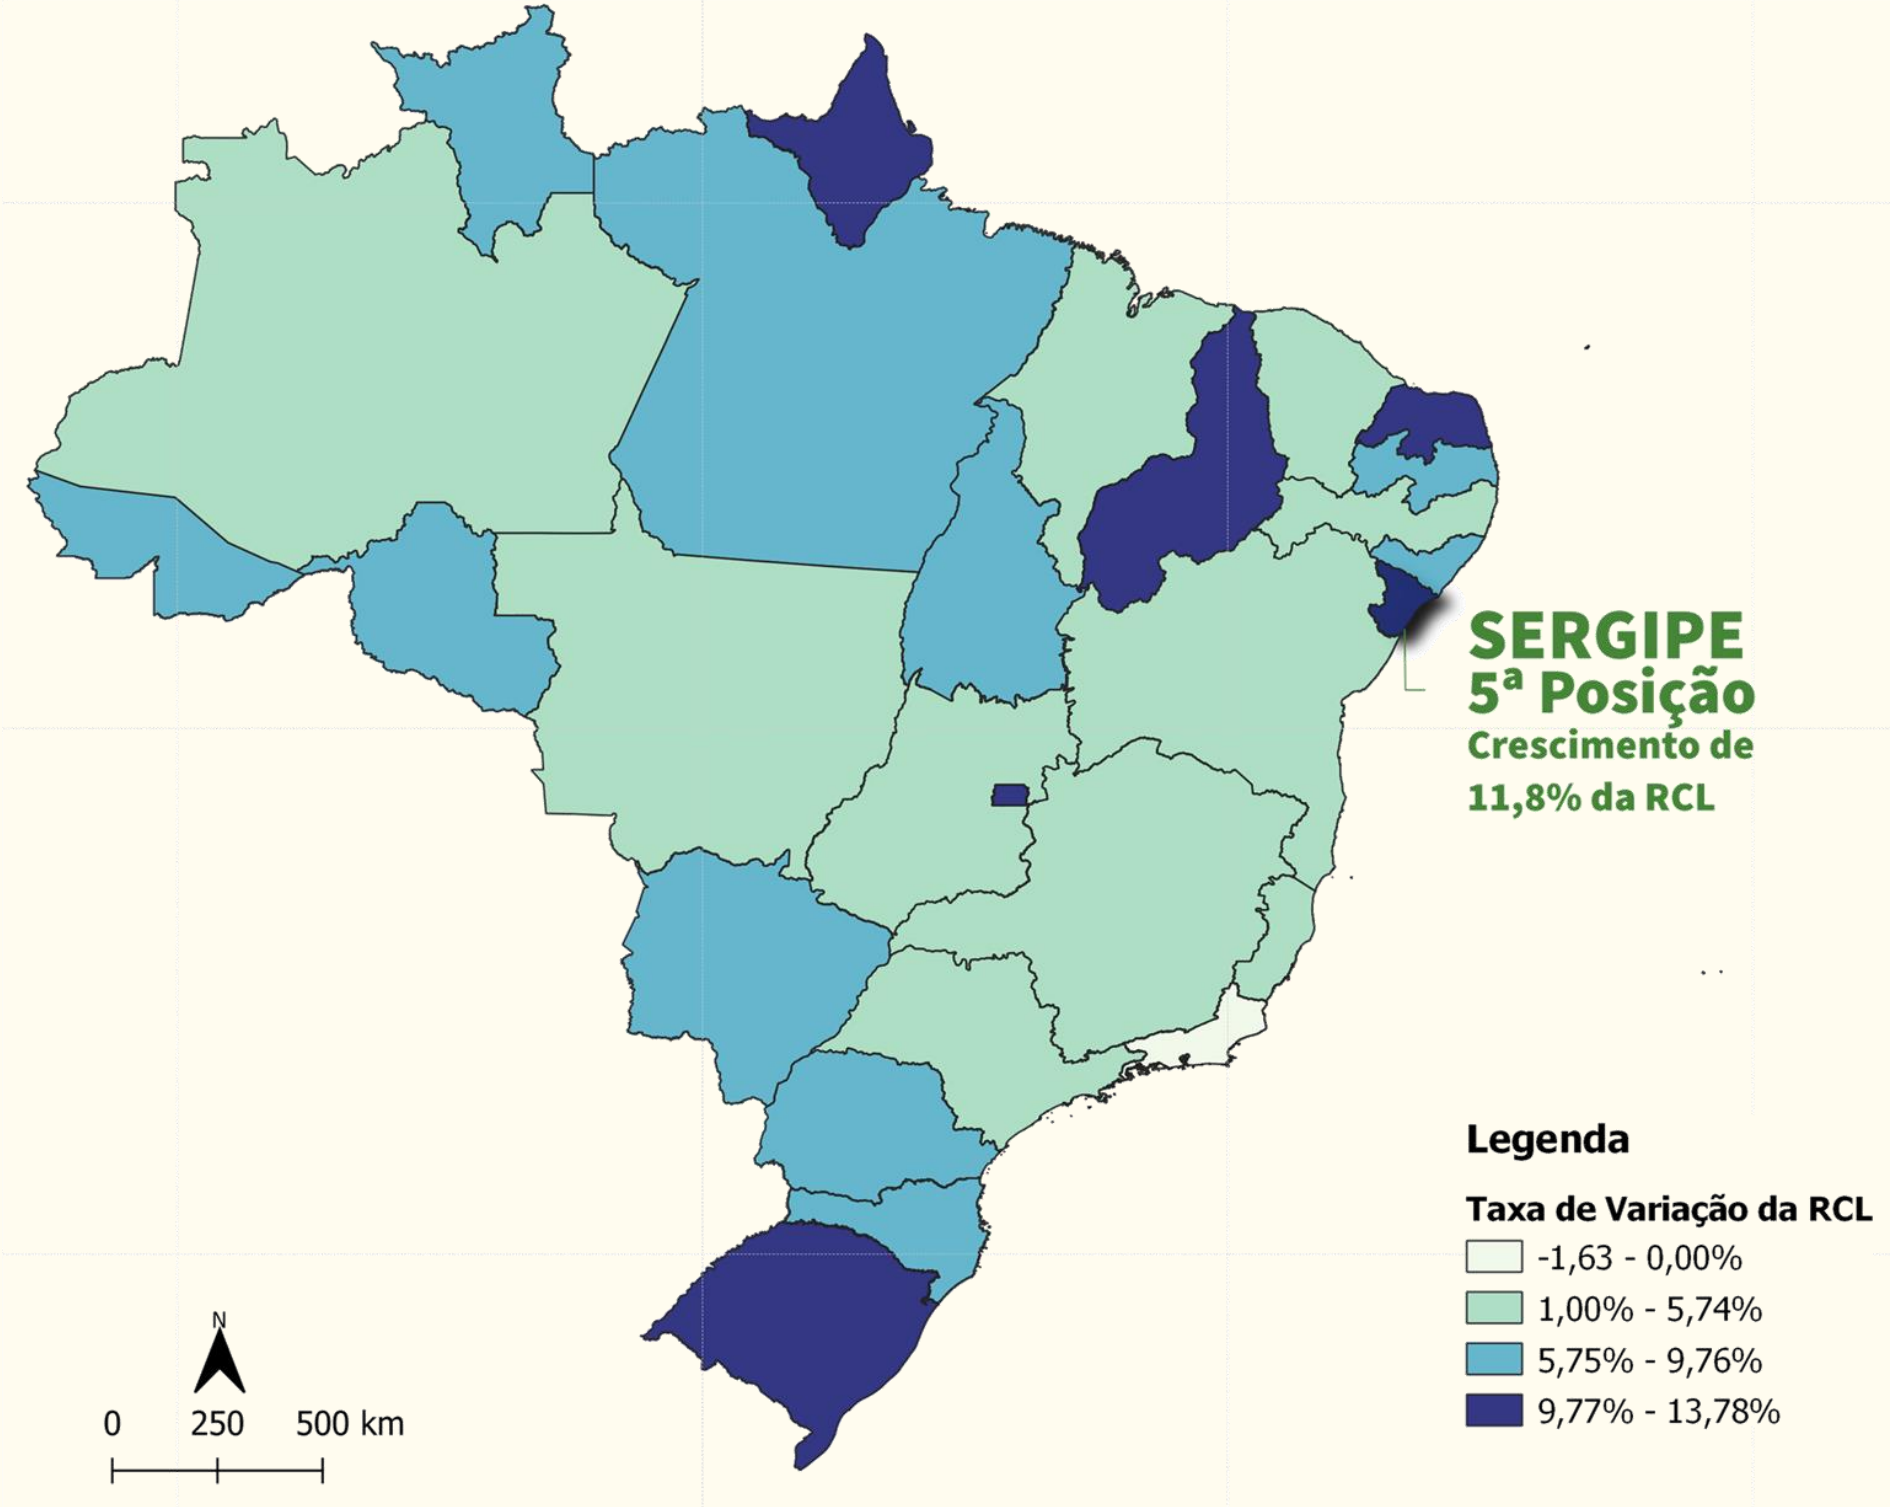 SERGIPE
5ª Posição
Crescimento de
11,8% da RCL
Legenda
Taxa de Variação da RCL
-1,63 - 0,00%
1,00% - 5,74%
5,75% - 9,76%
9,77% - 13,78%
N
0 250 500 km